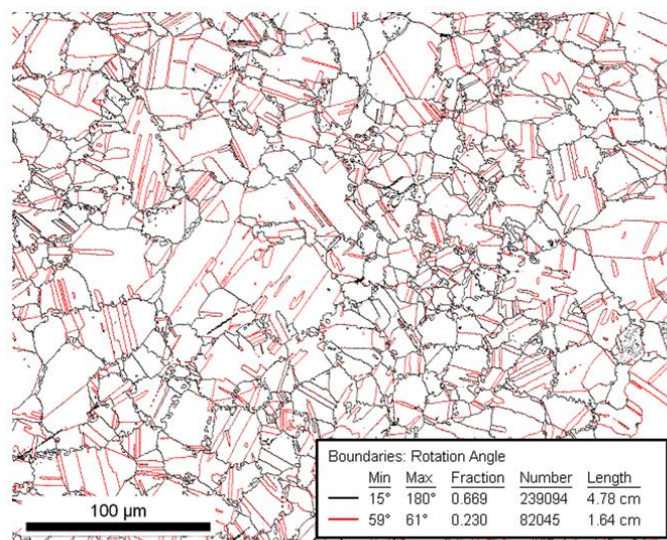 100 µm
Boundaries: Rotation Angle
Min Max Fraction Number Length
15° 180° 0.669 239094 4.78 cm
59° 61° 0.230 82045 1.64 cm